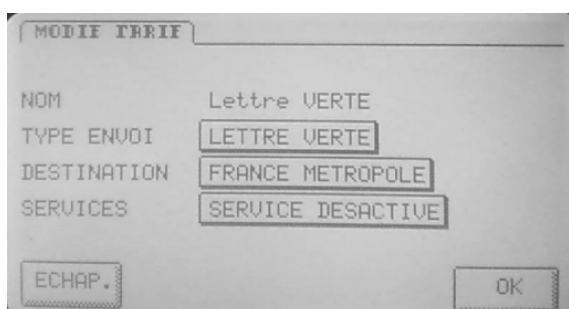 MODIF TARIF
NOM Lettre VERTE
TYPE ENVOI LETTRE VERTE
DESTINATION FRANCE METROPOLE
SERVICES SERVICE DESACTIVE
ECHAP. OK